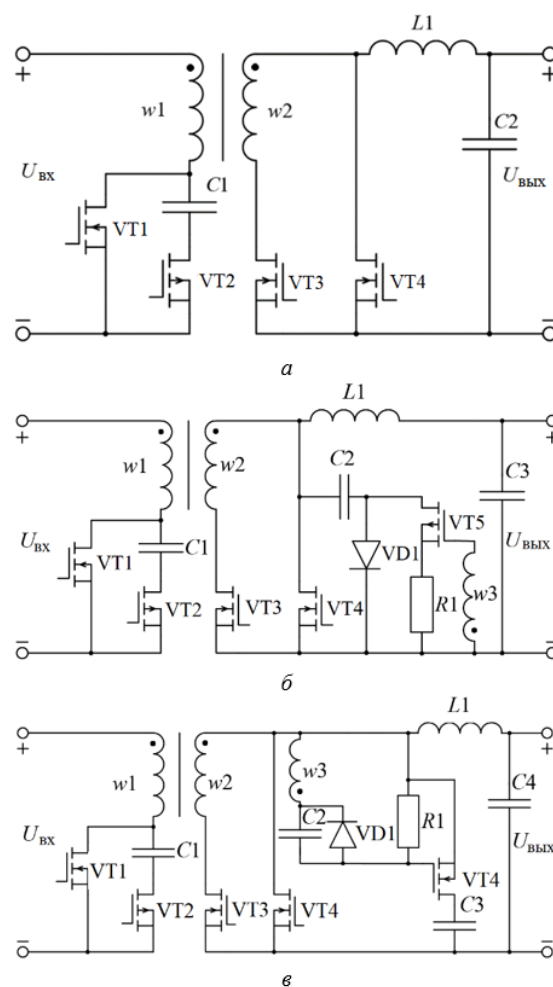 L1
+
+
w1
w2
C2
Uвх
C1
Uвых
VT1
VT2
VT3
VT4
−
−
а
L1
+
+
w1
w2
C2
C3
VT5
Uвх
C1
VD1
Uвых
VT1
R1
w3
VT2
VT3
VT4
−
−
б
L1
+
+
w1
w2
w3
C4
C2
VD1
R1
Uвх
C1
Uвых
VT1
VT4
VT2
VT3
VT4
C3
−
−
в